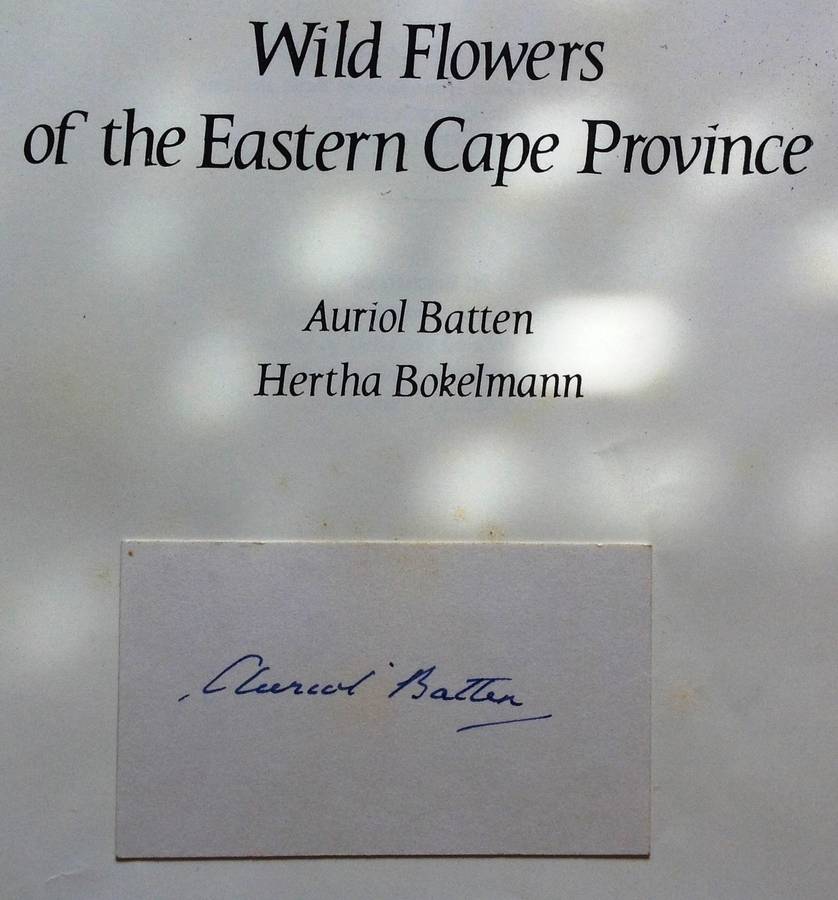 Wild Flowers
of the Eastern Cape Province
Auriol Batten
Hertha Bokelmann
Auriol Batten